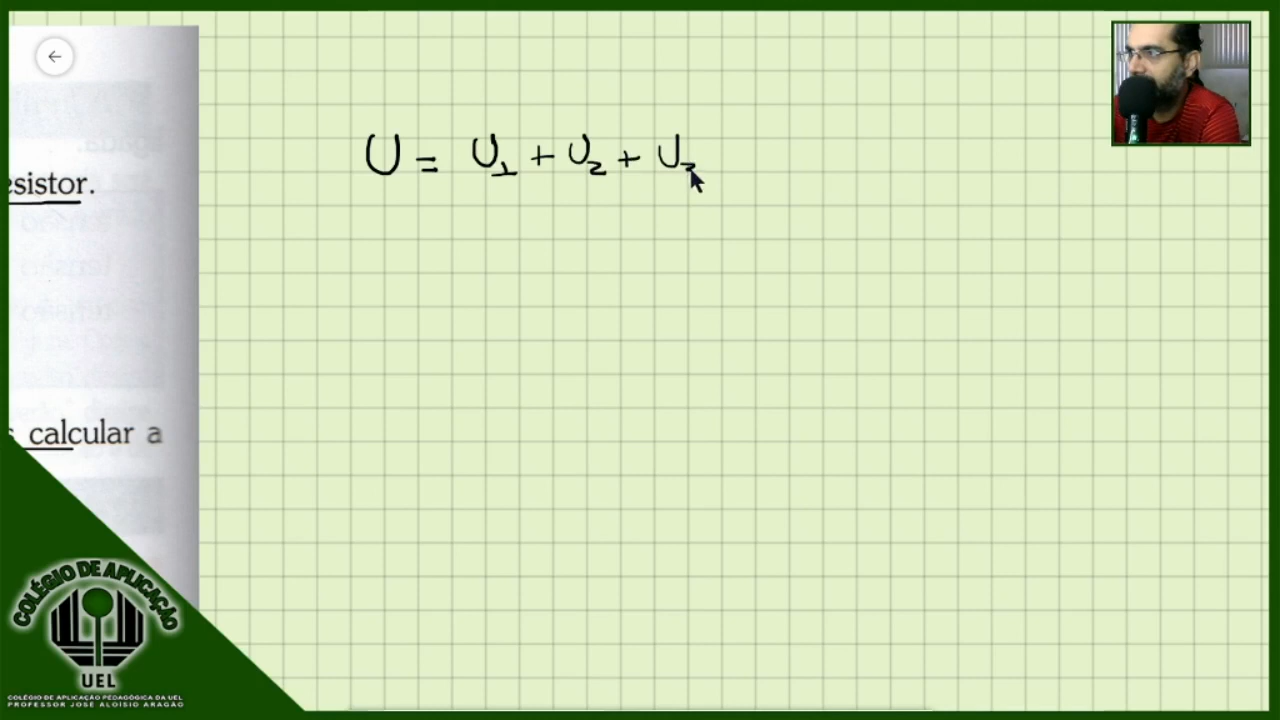 esistor.
U = U₁ + U₂ + U₃
calcular a
COLÉGIO DE APLICAÇÃO
UEL
COLÉGIO DE APLICAÇÃO PEDAGÓGICA DA UEL
PROFESSOR JOSÉ ALOÍSIO ARAGÃO